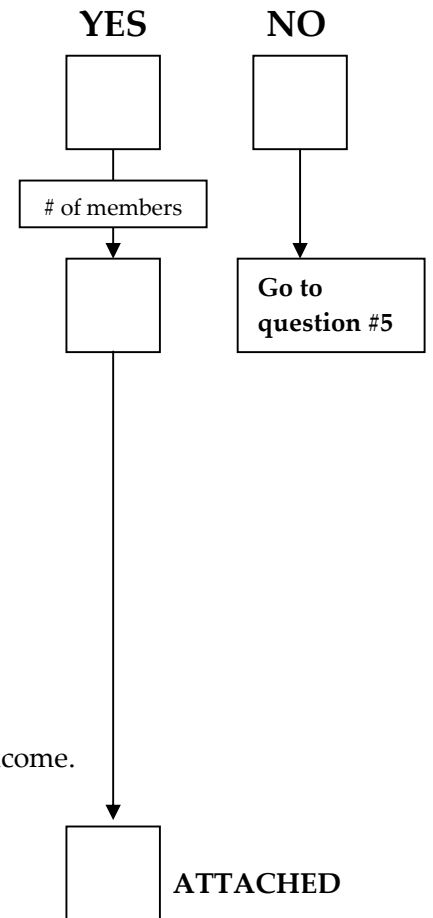 YES NO
# of members
Go to
question #5
come.
ATTACHED